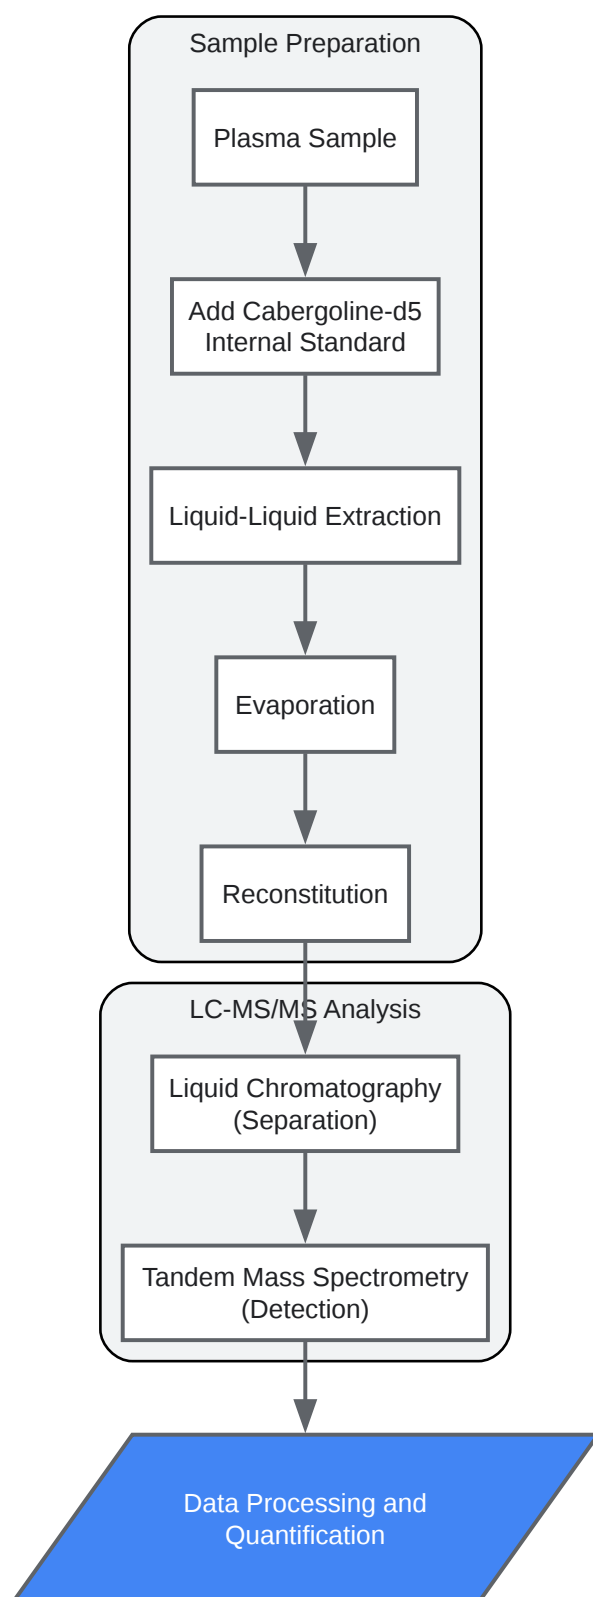 Sample Preparation
Plasma Sample
Add Cabergoline-d5
Internal Standard
Liquid-Liquid Extraction
Evaporation
Reconstitution
LC-MS/MS Analysis
Liquid Chromatography
(Separation)
Tandem Mass Spectrometry
(Detection)
Data Processing and
Quantification